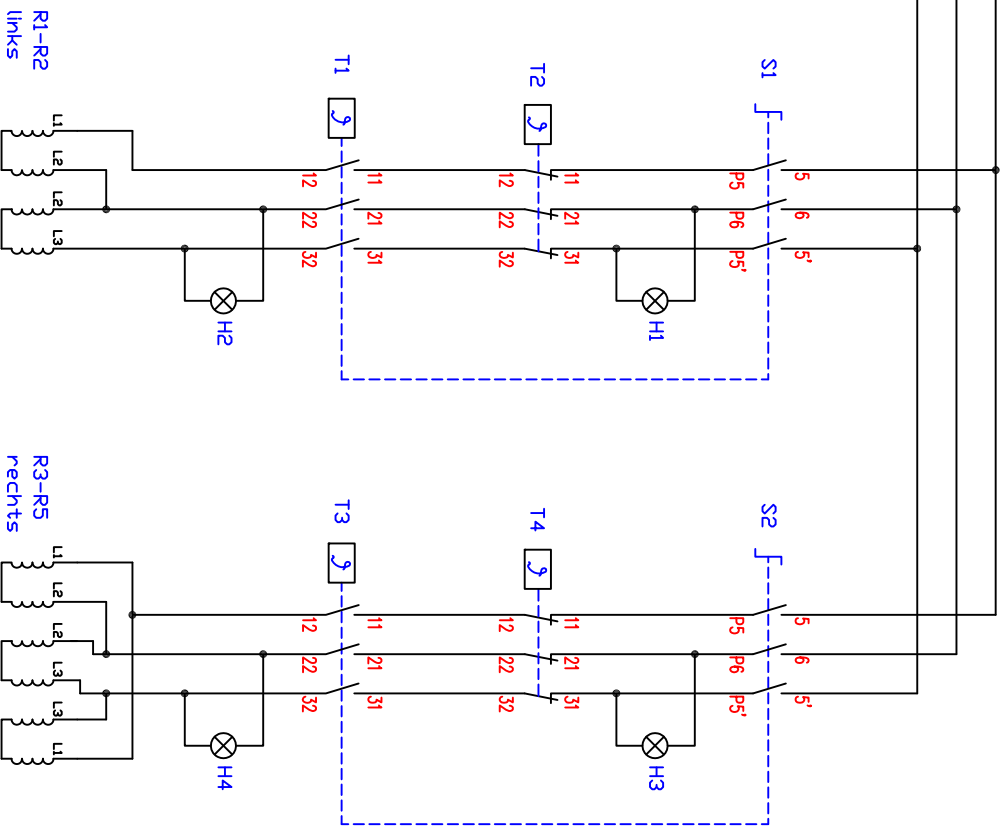 5 6 5'
S1
P5 P6 P5'
H1
11 21 31
T2
12 22 32
11 21 31
T1
12 22 32
H2
L1 L2 L2 L3
R1-R2
links
5 6 5'
S2
P5 P6 P5'
H3
11 21 31
T4
12 22 32
11 21 31
T3
12 22 32
H4
L1 L2 L2 L3 L3 L1
R3-R5
rechts